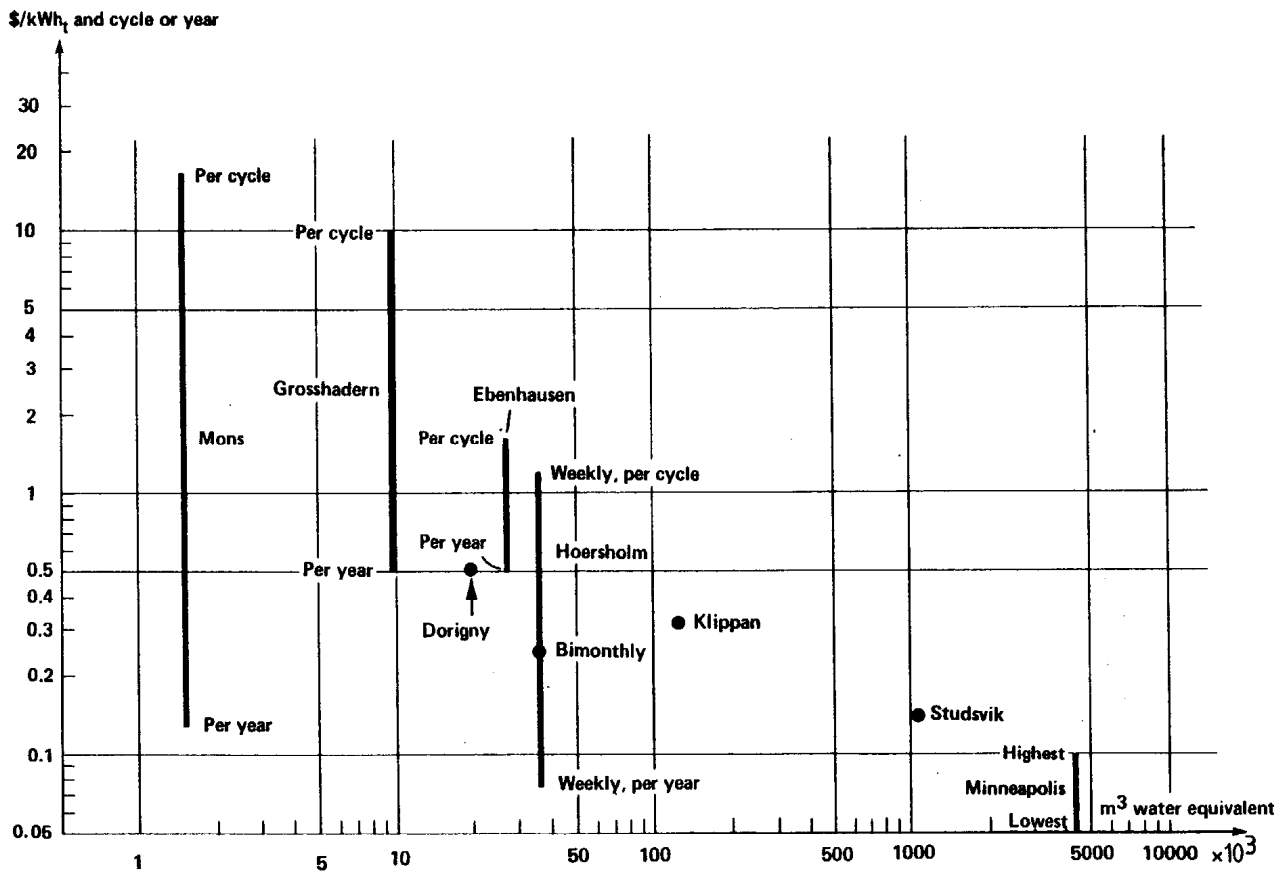 $/kWht and cycle or year
30
20
Per cycle
10
Per cycle
5
4
3
Grosshadern
Ebenhausen
2
Mons
Per cycle
Weekly, per cycle
1
Per year
Hoersholm
0.5
Per year
0.4
0.3
Dorigny
Klippan
Bimonthly
0.2
Per year
Studsvik
0.1
Highest
Weekly, per year
Minneapolis
m³ water equivalent
Lowest
0.05
1 5 10 50 100 500 1000 5000 10000 ×10³